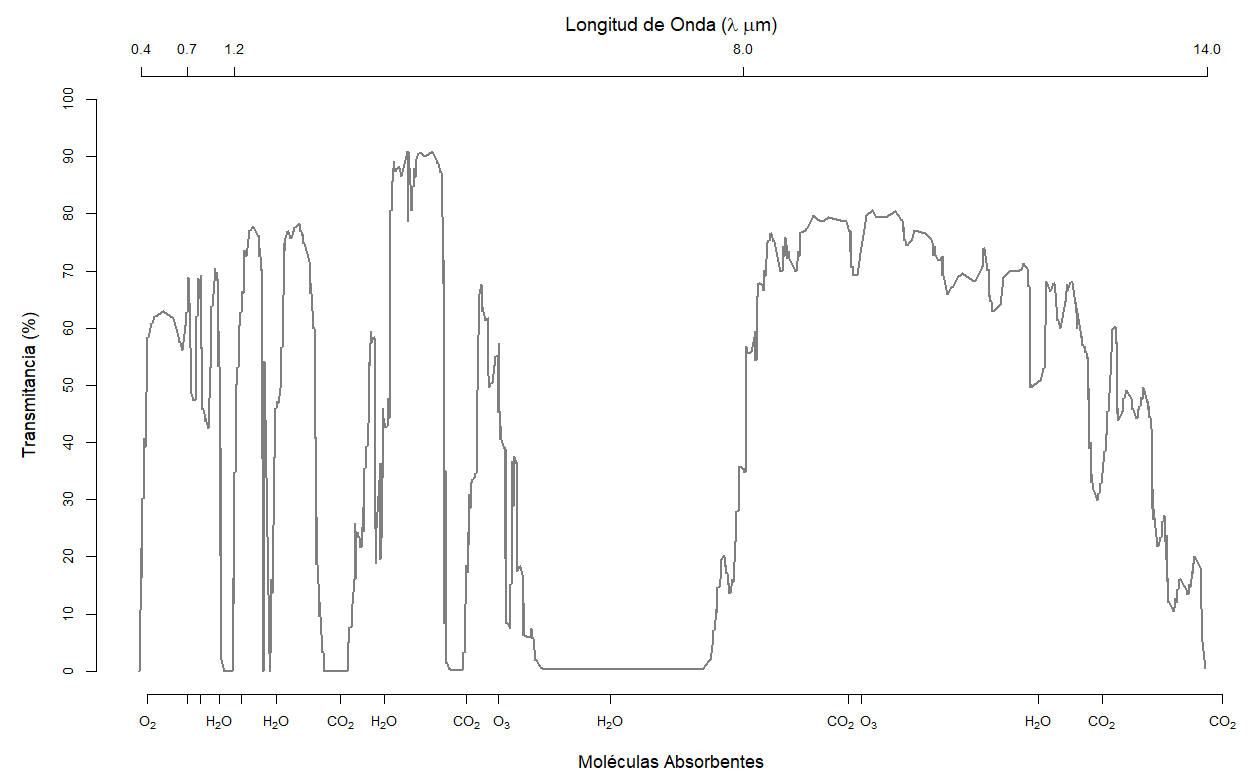 Longitud de Onda (λ μm)
0.4 0.7 1.2 8.0 14.0
100
90
80
70
60
50
40
30
20
10
0
Transmitancia (%)
O₂ H₂O H₂O CO₂ H₂O CO₂ O₃ H₂O CO₂ O₃ H₂O CO₂ CO₂
Moléculas Absorbentes